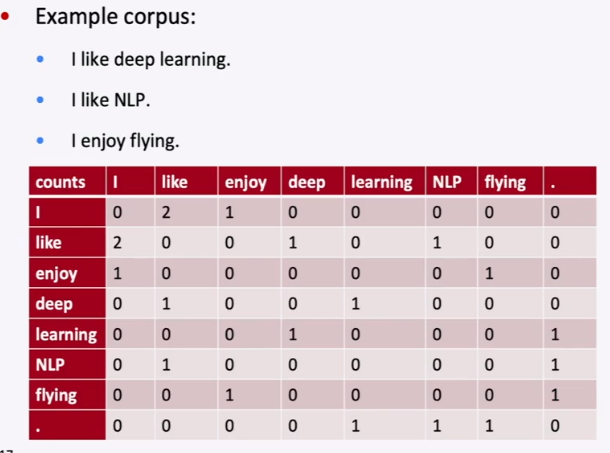 Example corpus:
I like deep learning.
I like NLP.
I enjoy flying.
counts I like enjoy deep learning NLP flying .
I 0 2 1 0 0 0 0 0
like 2 0 0 1 0 1 0 0
enjoy 1 0 0 0 0 0 1 0
deep 0 1 0 0 1 0 0 0
learning 0 0 0 1 0 0 0 1
NLP 0 1 0 0 0 0 0 1
flying 0 0 1 0 0 0 0 1
. 0 0 0 0 1 1 1 0